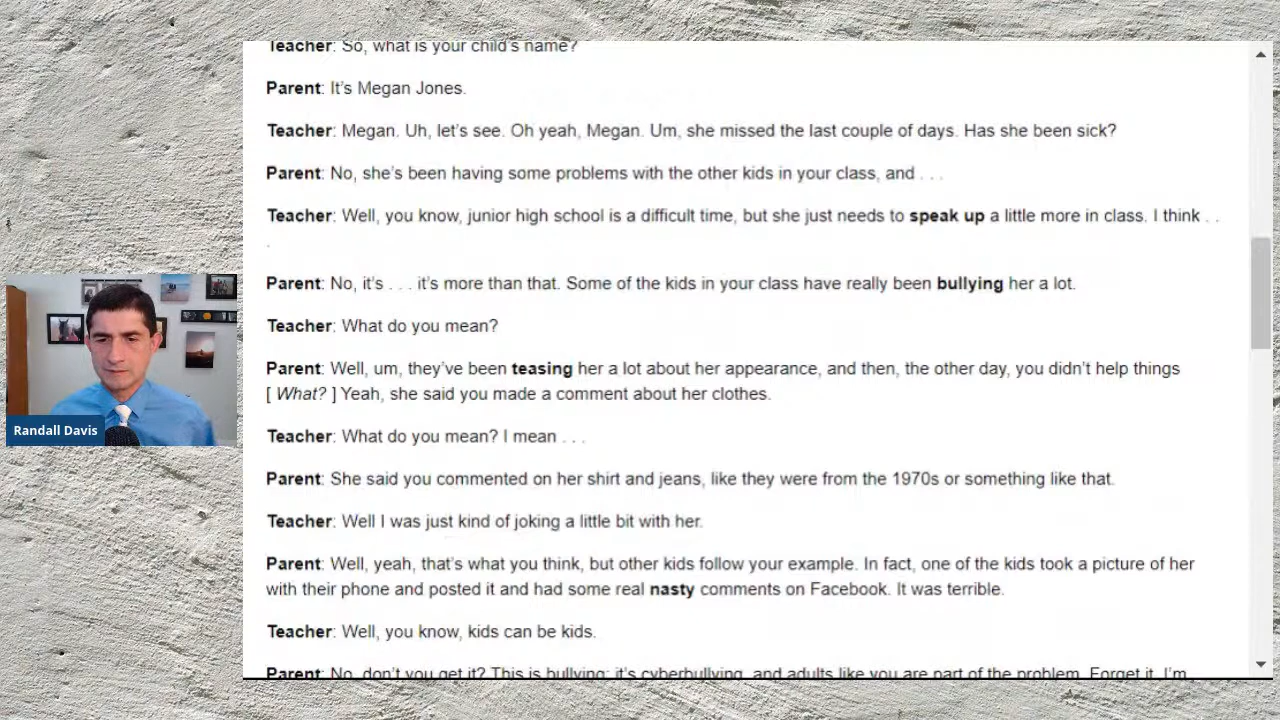 Teacher: So, what is your child's name?
Parent: It's Megan Jones.
Teacher: Megan. Uh, let's see. Oh yeah, Megan. Um, she missed the last couple of days. Has she been sick?
Parent: No, she's been having some problems with the other kids in your class, and . . .
Teacher: Well, you know, junior high school is a difficult time, but she just needs to speak up a little more in class. I think . .
.
Parent: No, it's . . . it's more than that. Some of the kids in your class have really been bullying her a lot.
Teacher: What do you mean?
Parent: Well, um, they've been teasing her a lot about her appearance, and then, the other day, you didn't help things
[ What? ] Yeah, she said you made a comment about her clothes.
Teacher: What do you mean? I mean . . .
Parent: She said you commented on her shirt and jeans, like they were from the 1970s or something like that.
Teacher: Well I was just kind of joking a little bit with her.
Parent: Well, yeah, that's what you think, but other kids follow your example. In fact, one of the kids took a picture of her
with their phone and posted it and had some real nasty comments on Facebook. It was terrible.
Teacher: Well, you know, kids can be kids.
Parent: No, don't you get it? This is bullying; it's cyberbullying, and adults like you are part of the problem. Forget it. I'm
Randall Davis